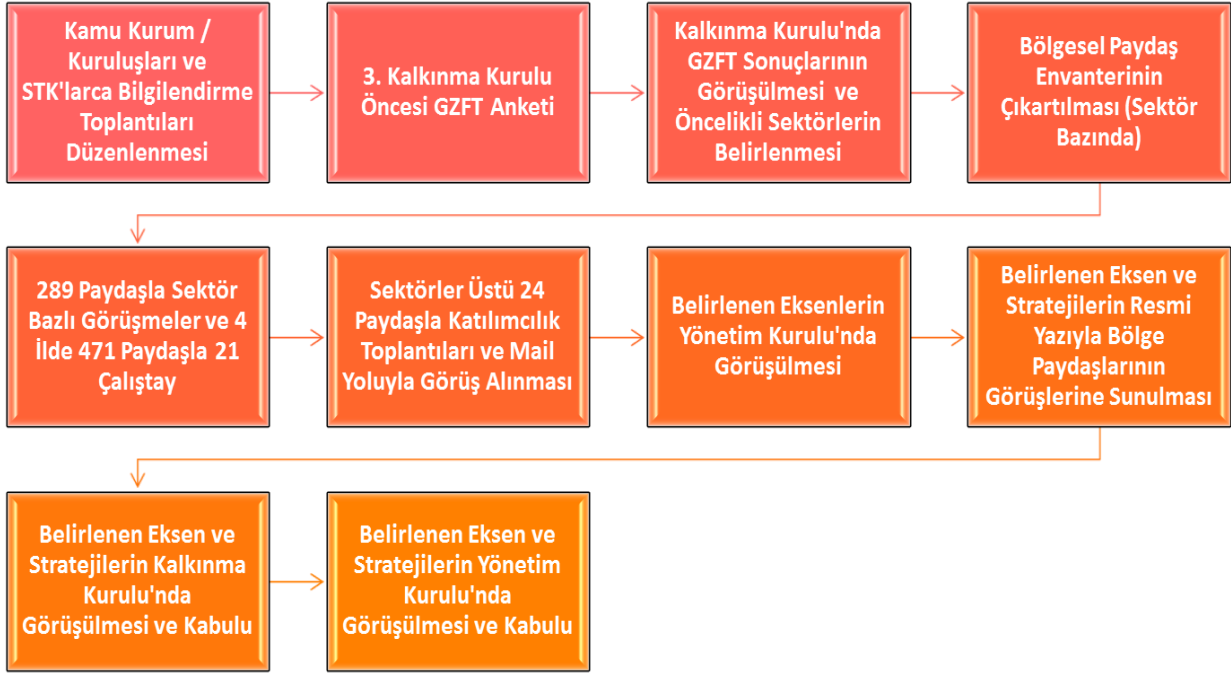 Kamu Kurum /
Kuruluşları ve
STK'larca Bilgilendirme
Toplantıları
Düzenlenmesi
3. Kalkınma Kurulu
Öncesi GZFT Anketi
Kalkınma Kurulu'nda
GZFT Sonuçlarının
Görüşülmesi ve
Öncelikli Sektörlerin
Belirlenmesi
Bölgesel Paydaş
Envanterinin
Çıkartılması (Sektör
Bazında)
289 Paydaşla Sektör
Bazlı Görüşmeler ve 4
İlde 471 Paydaşla 21
Çalıştay
Sektörler Üstü 24
Paydaşla Katılımcılık
Toplantıları ve Mail
Yoluyla Görüş Alınması
Belirlenen Eksenlerin
Yönetim Kurulu'nda
Görüşülmesi
Belirlenen Eksen ve
Stratejilerin Resmi
Yazıyla Bölge
Paydaşlarının
Görüşlerine Sunulması
Belirlenen Eksen ve
Stratejilerin Kalkınma
Kurulu'nda
Görüşülmesi ve Kabulu
Belirlenen Eksen ve
Stratejilerin Yönetim
Kurulu'nda
Görüşülmesi ve Kabulu